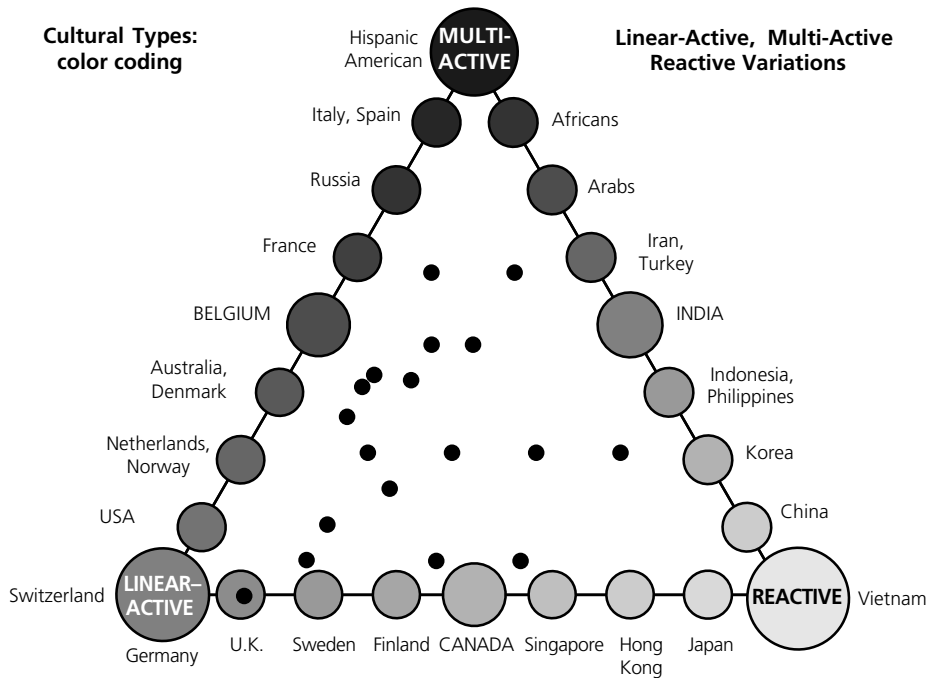 Cultural Types:
color coding
Linear-Active, Multi-Active
Reactive Variations
Hispanic
American
MULTI-
ACTIVE
Italy, Spain
Africans
Russia
Arabs
France
Iran,
Turkey
BELGIUM
INDIA
Australia,
Denmark
Indonesia,
Philippines
Netherlands,
Norway
Korea
USA
China
Switzerland
LINEAR–
ACTIVE
REACTIVE
Vietnam
Germany
U.K.
Sweden
Finland
CANADA
Singapore
Hong
Kong
Japan